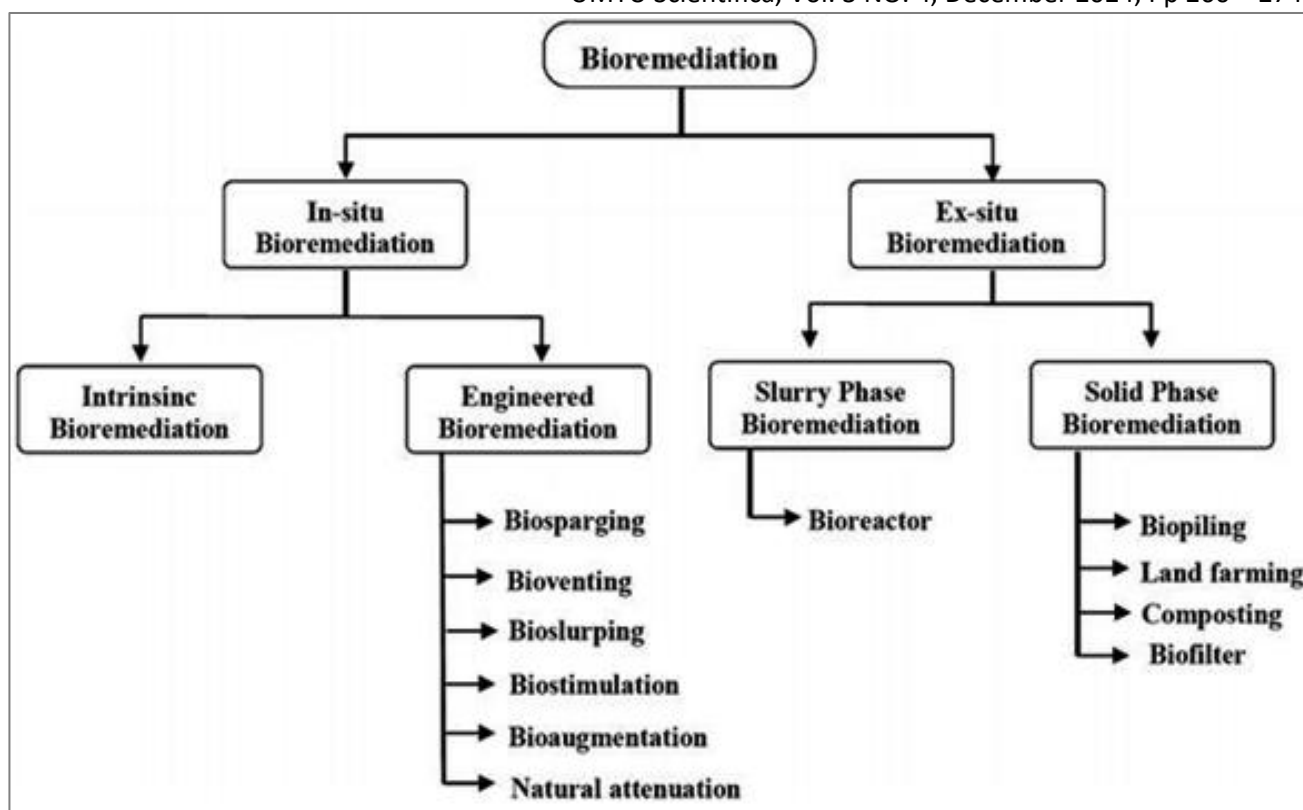 Bioremediation
In-situ
Bioremediation
Ex-situ
Bioremediation
Intrinsinc
Bioremediation
Engineered
Bioremediation
Slurry Phase
Bioremediation
Solid Phase
Bioremediation
Biosparging
Bioventing
Bioslurping
Biostimulation
Bioaugmentation
Natural attenuation
Bioreactor
Biopiling
Land farming
Composting
Biofilter